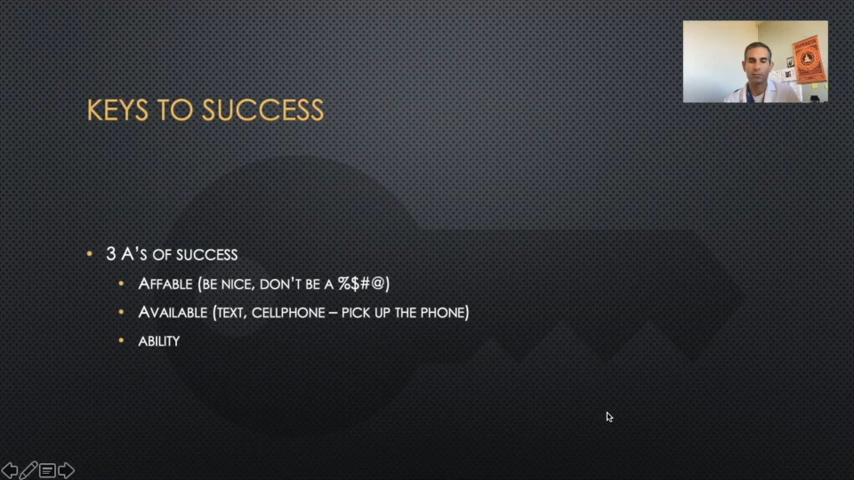 KEYS TO SUCCESS
• 3 A'S OF SUCCESS
• AFFABLE (BE NICE, DON'T BE A %$#@)
• AVAILABLE (TEXT, CELLPHONE – PICK UP THE PHONE)
• ABILITY